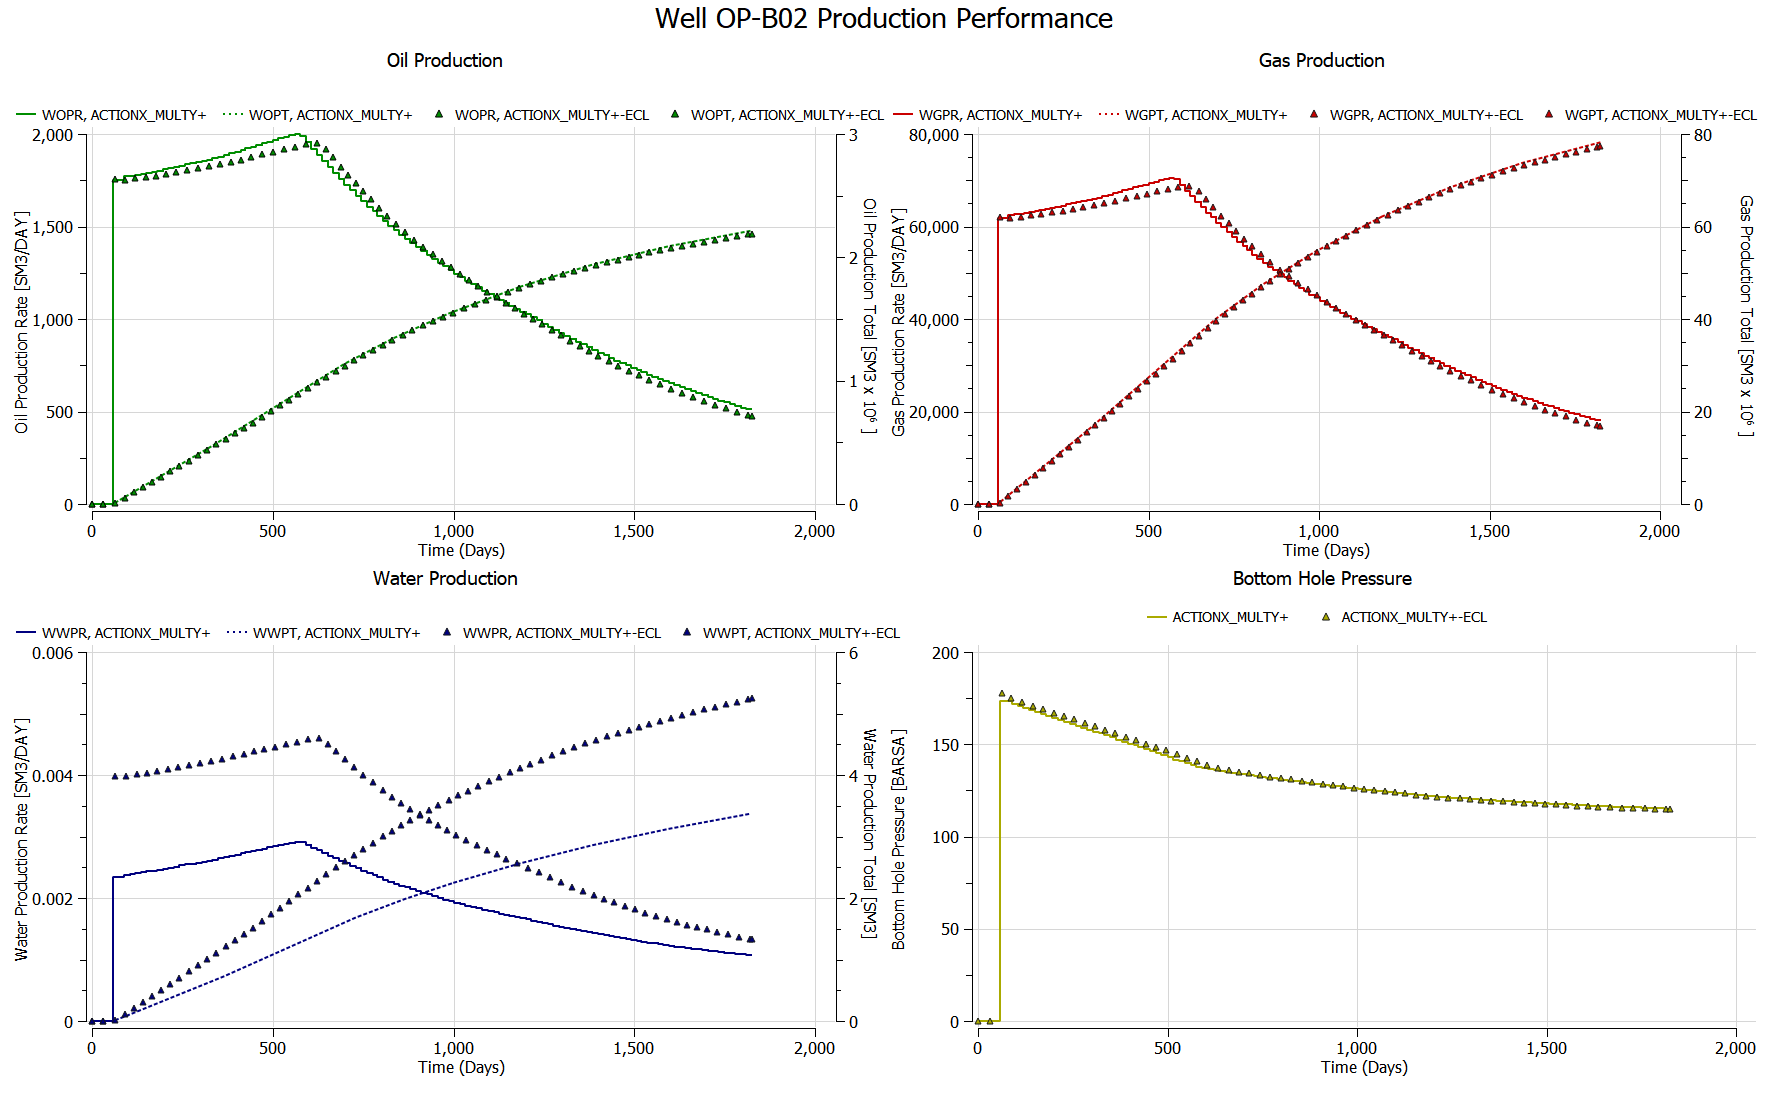 Well OP-B02 Production Performance
Oil Production
WOPR, ACTIONX_MULTY+ WOPT, ACTIONX_MULTY+ WOPR, ACTIONX_MULTY+-ECL WOPT, ACTIONX_MULTY+-ECL
2,000
1,500
1,000
500
0
Oil Production Rate [SM3/DAY]
3
2
1
0
Oil Production Total [SM3 x 10⁶ ]
0 500 1,000 1,500 2,000
Time (Days)
Gas Production
WGPR, ACTIONX_MULTY+ WGPT, ACTIONX_MULTY+ WGPR, ACTIONX_MULTY+-ECL WGPT, ACTIONX_MULTY+-ECL
80,000
60,000
40,000
20,000
0
Gas Production Rate [SM3/DAY]
80
60
40
20
0
Gas Production Total [SM3 x 10⁶ ]
0 500 1,000 1,500 2,000
Time (Days)
Water Production
WWPR, ACTIONX_MULTY+ WWPT, ACTIONX_MULTY+ WWPR, ACTIONX_MULTY+-ECL WWPT, ACTIONX_MULTY+-ECL
0.006
0.004
0.002
0
Water Production Rate [SM3/DAY]
6
4
2
0
Water Production Total [SM3]
0 500 1,000 1,500 2,000
Time (Days)
Bottom Hole Pressure
ACTIONX_MULTY+ ACTIONX_MULTY+-ECL
200
150
100
50
0
Bottom Hole Pressure [BARSA]
0 500 1,000 1,500 2,000
Time (Days)